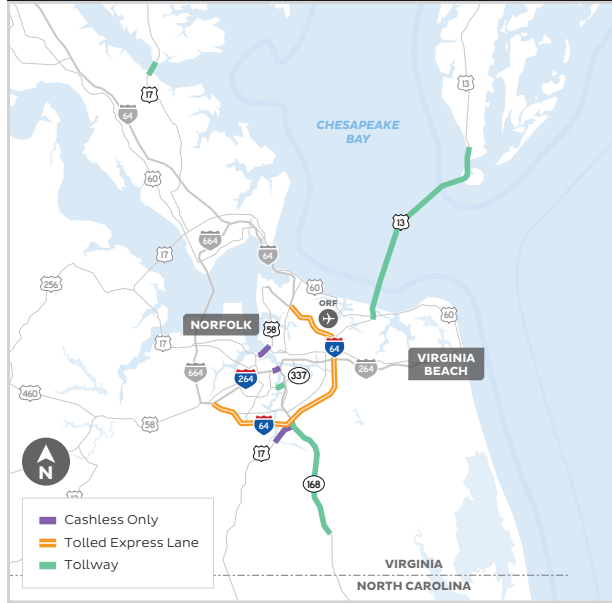 13
17
64
CHESAPEAKE
BAY
60
13
664
17
64
256
60
ORF
60
NORFOLK
58
17
64
VIRGINIA
BEACH
264
337
664
264
460
58
64
17
N
168
Cashless Only
Tolled Express Lane
Tollway
VIRGINIA
NORTH CAROLINA